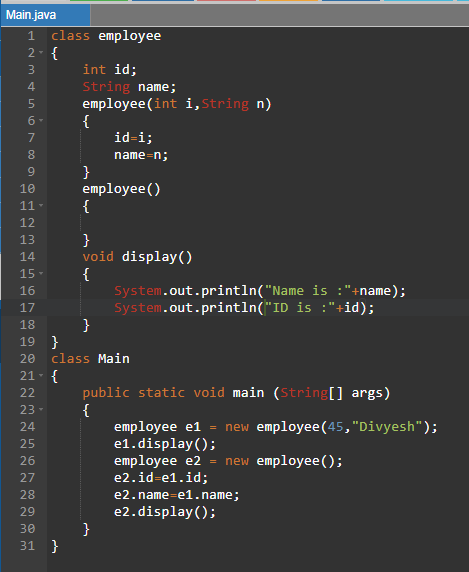 Main.java
1 class employee
2 {
3 int id;
4 String name;
5 employee(int i,String n)
6 {
7 id=i;
8 name=n;
9 }
10 employee()
11 {
12
13 }
14 void display()
15 {
16 System.out.println("Name is :"+name);
17 System.out.println("ID is :"+id);
18 }
19 }
20 class Main
21 {
22 public static void main (String[] args)
23 {
24 employee e1 = new employee(45,"Divyesh");
25 e1.display();
26 employee e2 = new employee();
27 e2.id=e1.id;
28 e2.name=e1.name;
29 e2.display();
30 }
31 }